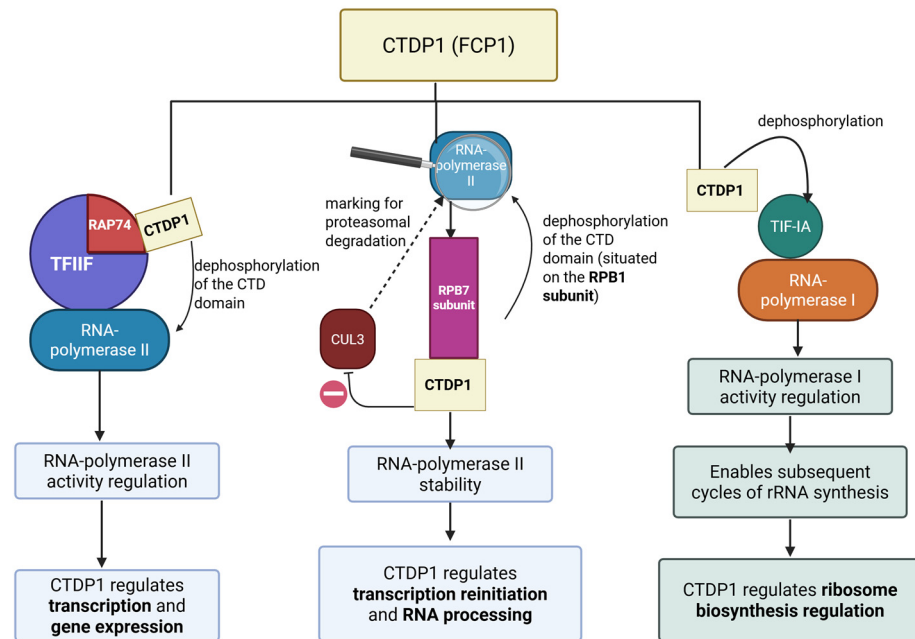 CTDP1 (FCP1)
RAP74
CTDP1
TFIIF
dephosphorylation
of the CTD
domain
RNA-
polymerase II
RNA-polymerase II
activity regulation
CTDP1 regulates
transcription and
gene expression
RNA-
polymerase
II
marking for
proteasomal
degradation
dephosphorylation
of the CTD
domain (situated
on the RPB1
subunit)
RPB7
subunit
CUL3
CTDP1
RNA-polymerase II
stability
CTDP1 regulates
transcription reinitiation
and RNA processing
dephosphorylation
CTDP1
TIF-IA
RNA-
polymerase I
RNA-polymerase I
activity regulation
Enables subsequent
cycles of rRNA synthesis
CTDP1 regulates ribosome
biosynthesis regulation